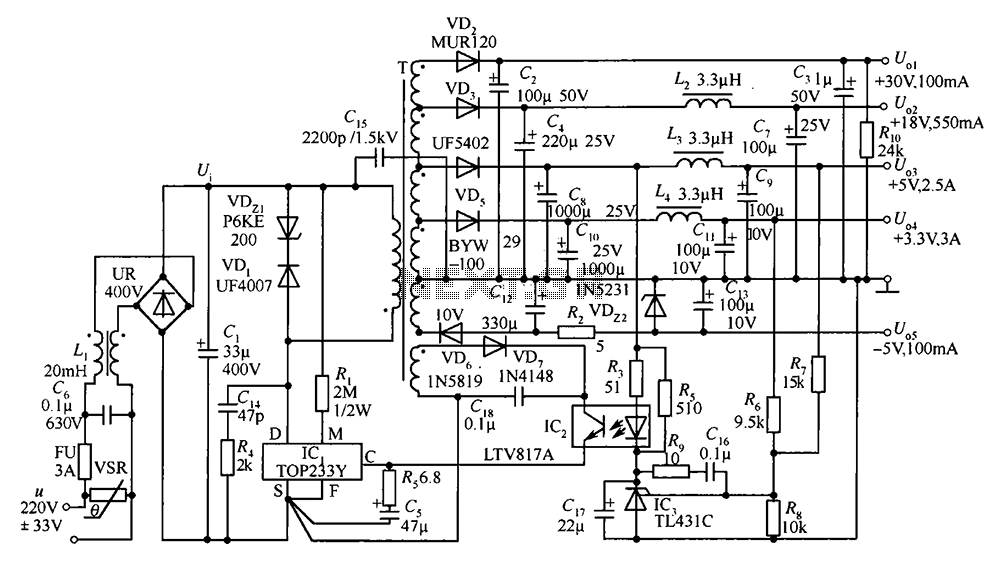 VD₂
MUR120
T
C₂
100μ 50V
L₂ 3.3μH
C₃ 1μ
50V
Uₒ₁
+30V,100mA
VD₃
C₁₅
2200p /1.5kV
C₄
220μ 25V
UF5402
L₃ 3.3μH
C₇
100μ
25V
Uₒ₂
+18V,550mA
R₁₀
24k
Uₒ₃
+5V,2.5A
Uᵢ
VD_Z1
P6KE
200
VD₁
UF4007
VD₅
BYW
29
−100
C₈
1000μ
25V
L₄ 3.3μH
C₉
100μ
10V
Uₒ₄
+3.3V,3A
C₁₀
25V
1000μ
C₁₁
100μ
10V
UR
400V
C₁₂
1N5231
C₁₃
100μ
10V
10V
330μ
R₂
5
VD_Z2
Uₒ₅
−5V,100mA
L₁
20mH
C₁
33μ
400V
VD₆
1N5819
VD₇
1N4148
R₃
51
R₅
510
R₇
15k
C₆
0.1μ
630V
C₁₄
47p
R₁
2M
1/2W
C₁₈
0.1μ
IC₂
R₆
9.5k
FU
3A
VSR
R₄
2k
D
M
IC₁
TOP233Y
C
S
F
LTV817A
R₉
10
C₁₆
0.1μ
R₅6.8
C₅
47μ
u
220V
±33V
θ
C₁₇
22μ
IC₃
TL431C
R₈
10k